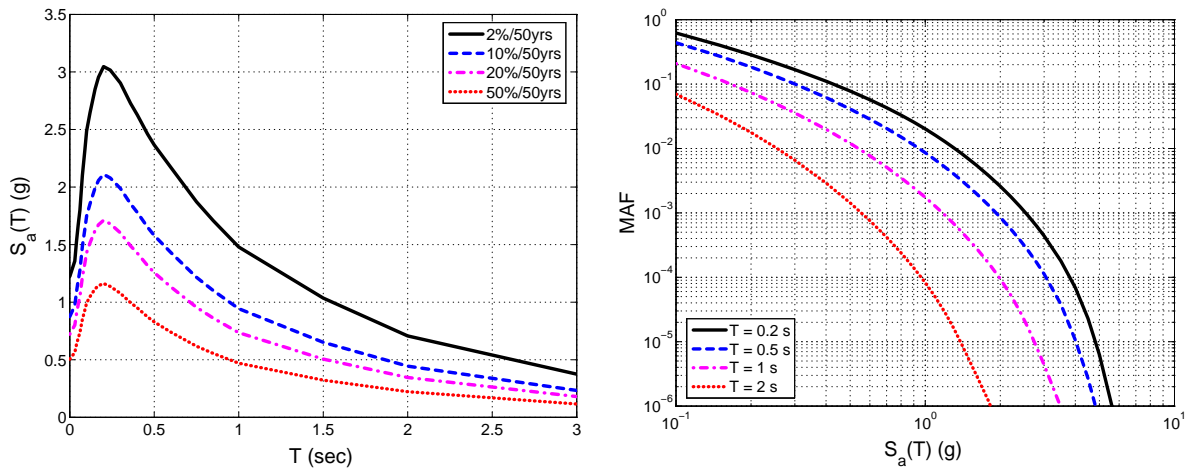 3.5
3
2.5
2
1.5
1
0.5
0
S_a(T) (g)
0 0.5 1 1.5 2 2.5 3
T (sec)
2%/50yrs
10%/50yrs
20%/50yrs
50%/50yrs
10^0
10^-1
10^-2
10^-3
10^-4
10^-5
10^-6
MAF
10^-1 10^0 10^1
S_a(T) (g)
T = 0.2 s
T = 0.5 s
T = 1 s
T = 2 s